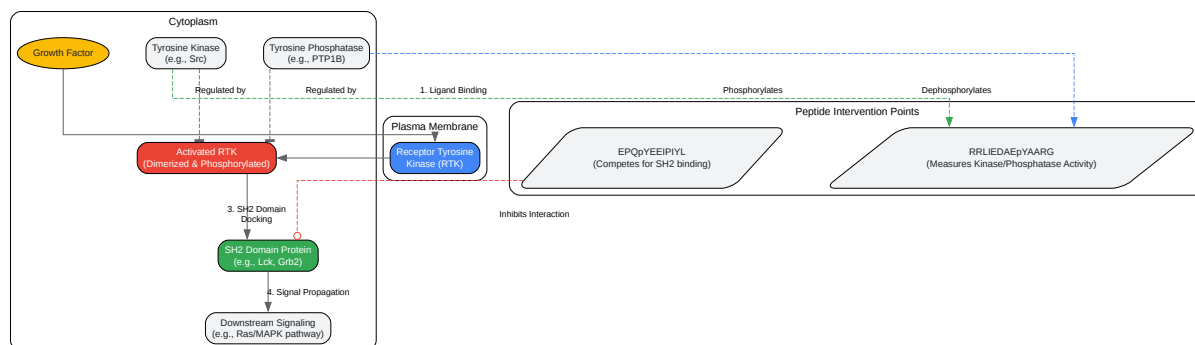 Cytoplasm
Growth Factor
Tyrosine Kinase
(e.g., Src)
Tyrosine Phosphatase
(e.g., PTP1B)
Regulated by
Regulated by
1. Ligand Binding
Phosphorylates
Dephosphorylates
Peptide Intervention Points
Plasma Membrane
Activated RTK
(Dimerized & Phosphorylated)
Receptor Tyrosine
Kinase (RTK)
EPQpYEEIPIYL
(Competes for SH2 binding)
RRLIEDAEpYAARG
(Measures Kinase/Phosphatase Activity)
3. SH2 Domain
Docking
Inhibits Interaction
SH2 Domain Protein
(e.g., Lck, Grb2)
4. Signal Propagation
Downstream Signaling
(e.g., Ras/MAPK pathway)